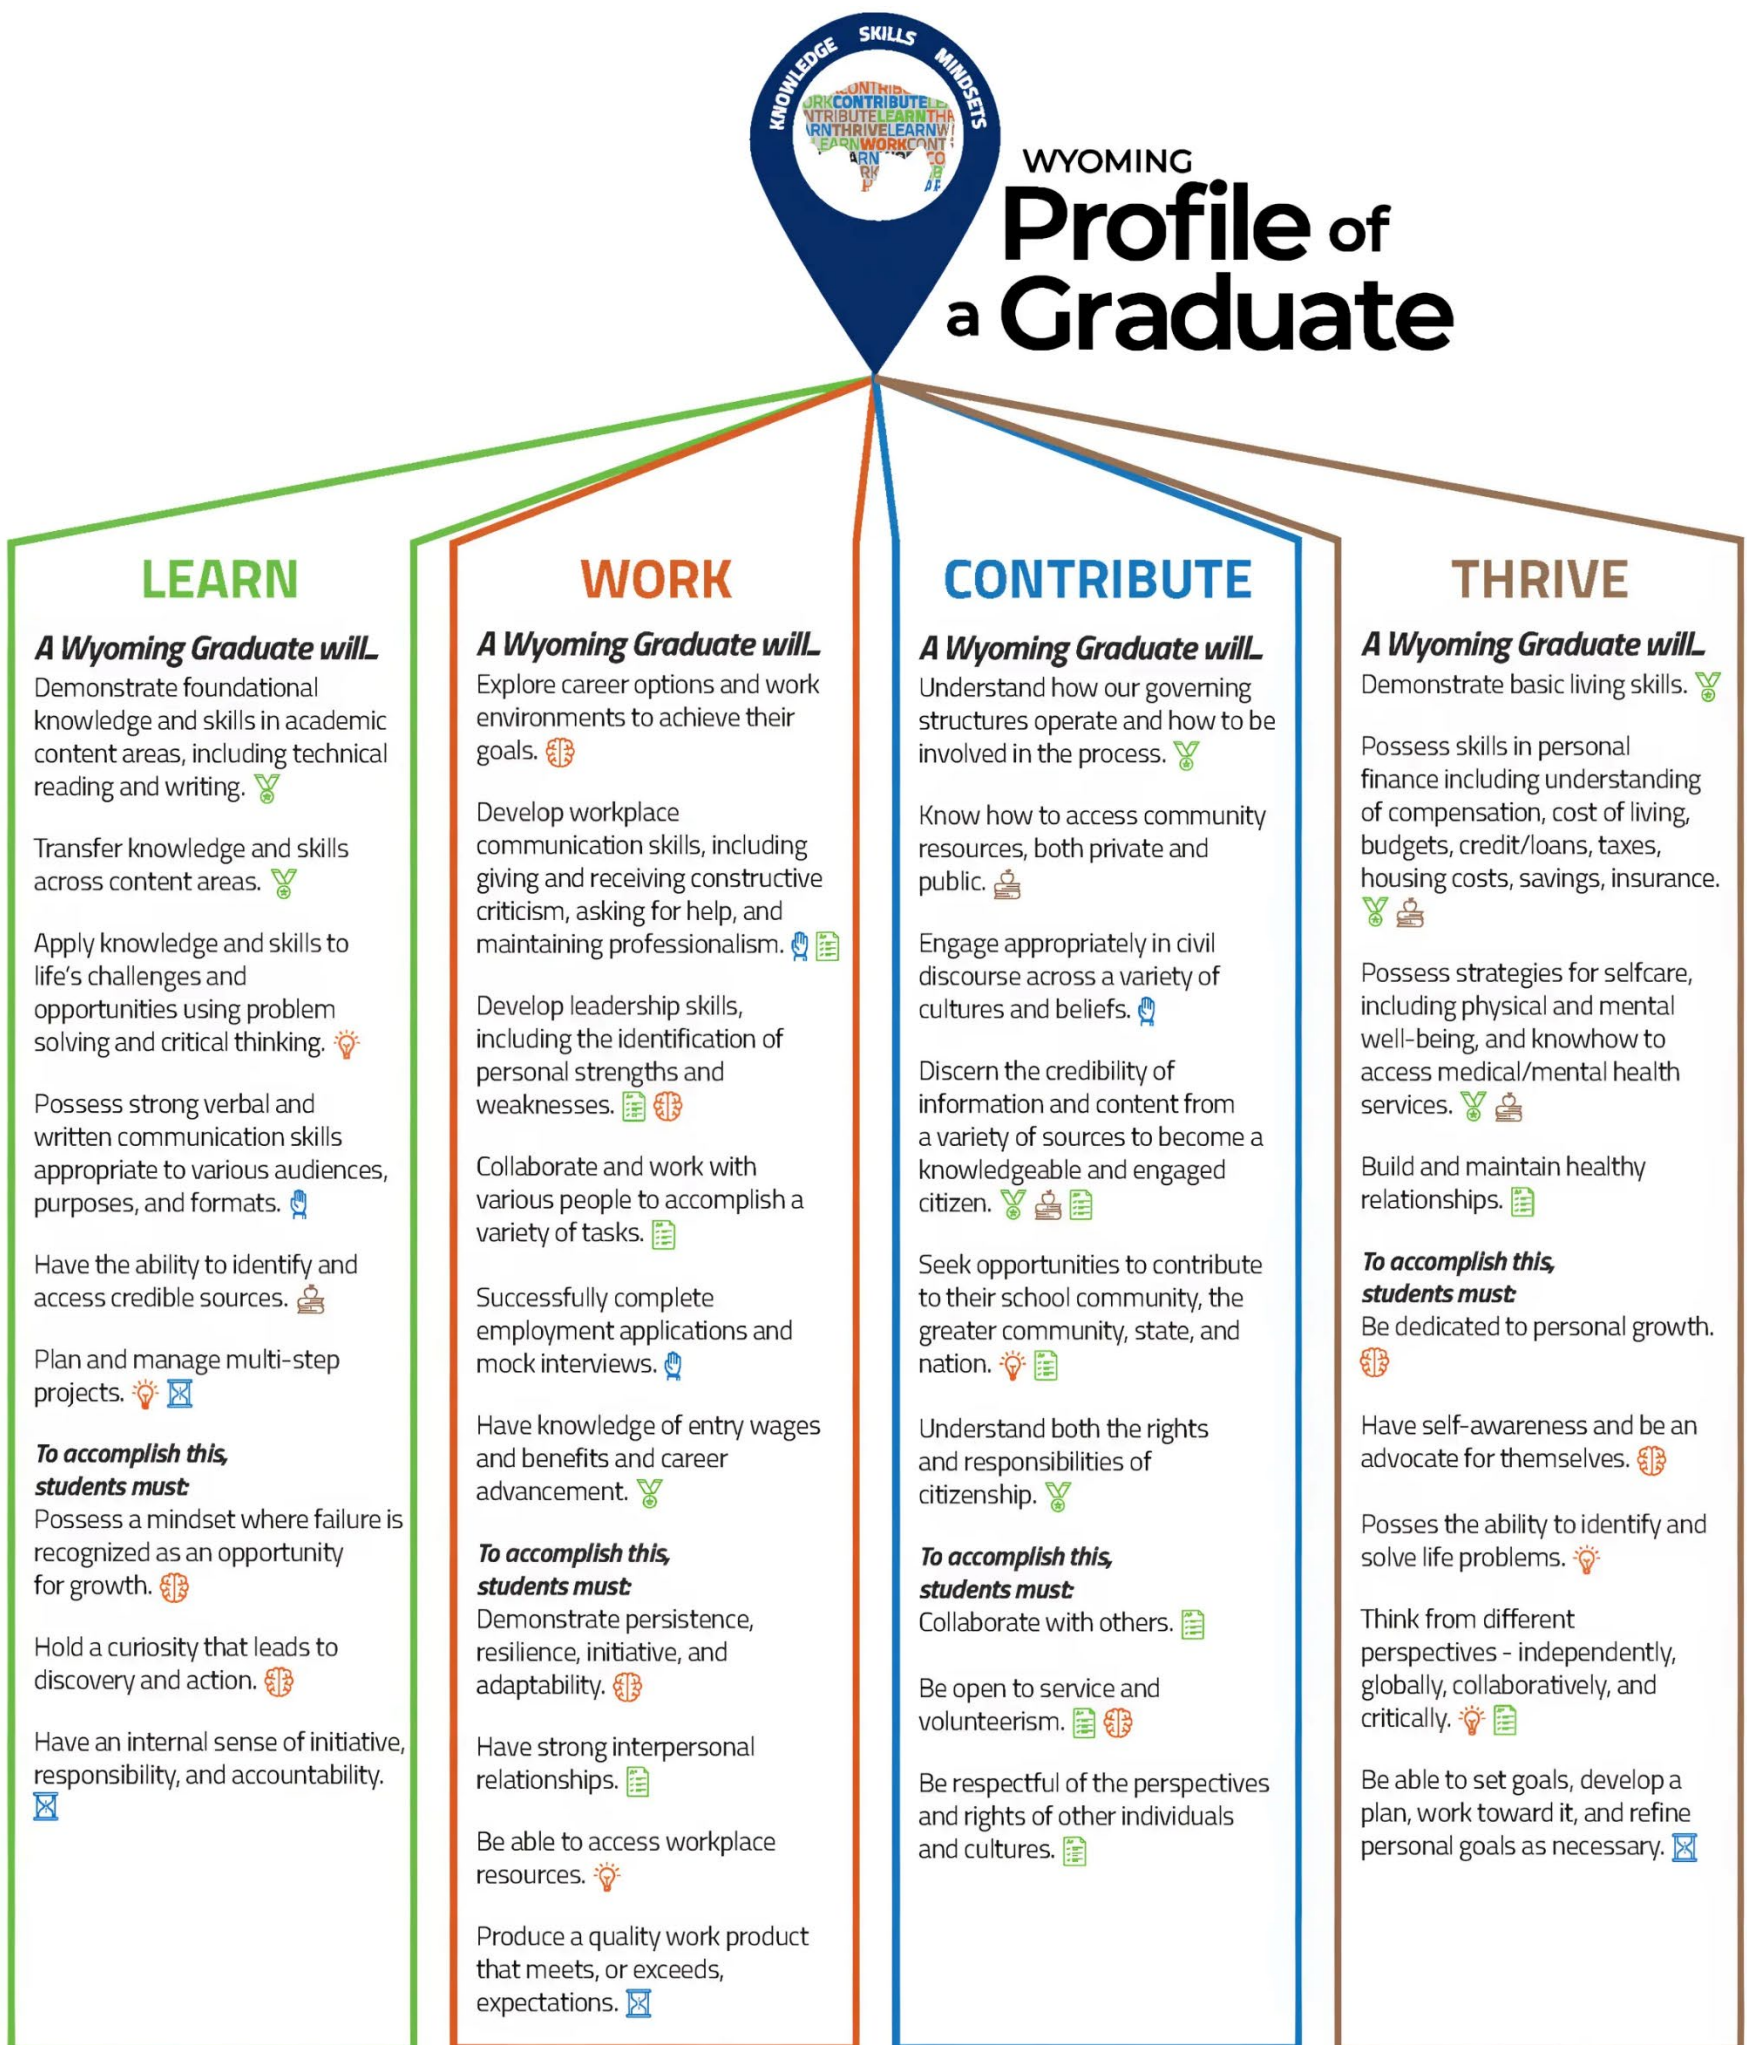 KNOWLEDGE SKILLS MINDSETS
CONTRIBUTE
NTRIBUTELEARNTH
RNTHRIVELEARNW
LEARNWORKCONT
WYOMING
Profile of
a Graduate
LEARN
A Wyoming Graduate will...
Demonstrate foundational
knowledge and skills in academic
content areas, including technical
reading and writing.
Transfer knowledge and skills
across content areas.
Apply knowledge and skills to
life's challenges and
opportunities using problem
solving and critical thinking.
Possess strong verbal and
written communication skills
appropriate to various audiences,
purposes, and formats.
Have the ability to identify and
access credible sources.
Plan and manage multi-step
projects.
To accomplish this,
students must:
Possess a mindset where failure is
recognized as an opportunity
for growth.
Hold a curiosity that leads to
discovery and action.
Have an internal sense of initiative,
responsibility, and accountability.
WORK
A Wyoming Graduate will...
Explore career options and work
environments to achieve their
goals.
Develop workplace
communication skills, including
giving and receiving constructive
criticism, asking for help, and
maintaining professionalism.
Develop leadership skills,
including the identification of
personal strengths and
weaknesses.
Collaborate and work with
various people to accomplish a
variety of tasks.
Successfully complete
employment applications and
mock interviews.
Have knowledge of entry wages
and benefits and career
advancement.
To accomplish this,
students must:
Demonstrate persistence,
resilience, initiative, and
adaptability.
Have strong interpersonal
relationships.
Be able to access workplace
resources.
Produce a quality work product
that meets, or exceeds,
expectations.
CONTRIBUTE
A Wyoming Graduate will...
Understand how our governing
structures operate and how to be
involved in the process.
Know how to access community
resources, both private and
public.
Engage appropriately in civil
discourse across a variety of
cultures and beliefs.
Discern the credibility of
information and content from
a variety of sources to become a
knowledgeable and engaged
citizen.
Seek opportunities to contribute
to their school community, the
greater community, state, and
nation.
Understand both the rights
and responsibilities of
citizenship.
To accomplish this,
students must:
Collaborate with others.
Be open to service and
volunteerism.
Be respectful of the perspectives
and rights of other individuals
and cultures.
THRIVE
A Wyoming Graduate will...
Demonstrate basic living skills.
Possess skills in personal
finance including understanding
of compensation, cost of living,
budgets, credit/loans, taxes,
housing costs, savings, insurance.
Possess strategies for selfcare,
including physical and mental
well-being, and knowhow to
access medical/mental health
services.
Build and maintain healthy
relationships.
To accomplish this,
students must:
Be dedicated to personal growth.
Have self-awareness and be an
advocate for themselves.
Posses the ability to identify and
solve life problems.
Think from different
perspectives - independently,
globally, collaboratively, and
critically.
Be able to set goals, develop a
plan, work toward it, and refine
personal goals as necessary.